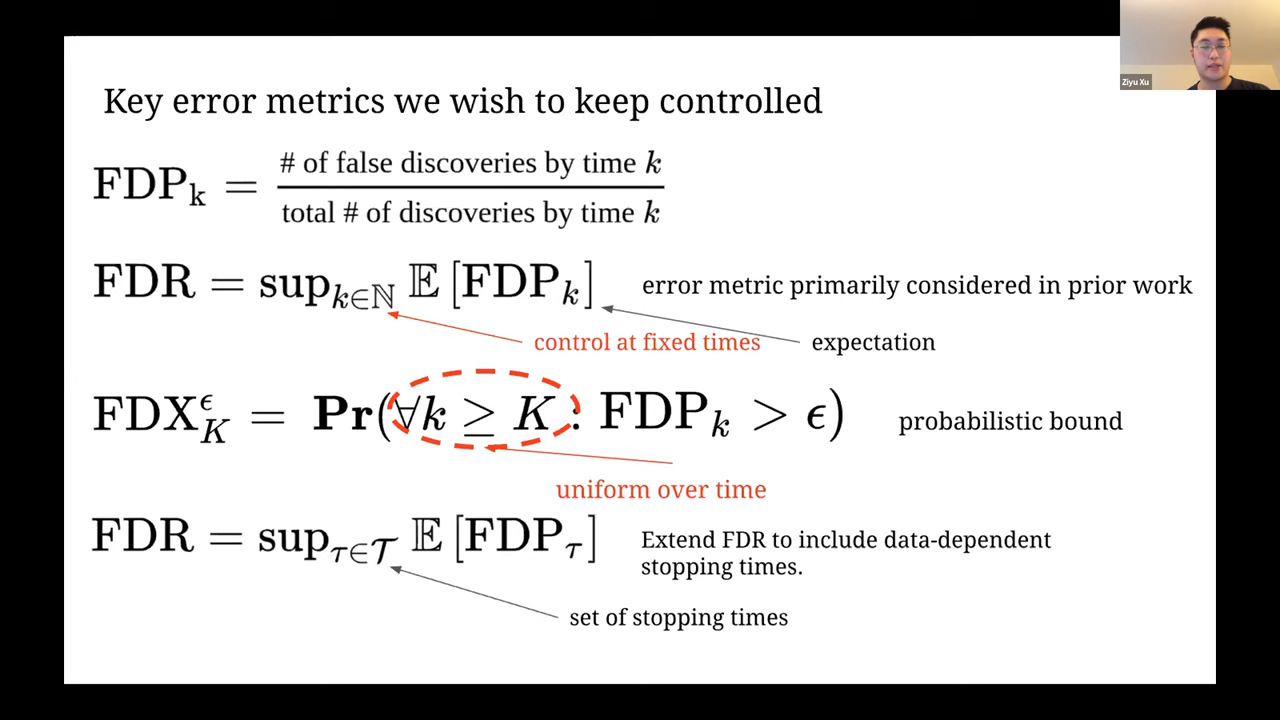 Ziyu Xu
Key error metrics we wish to keep controlled
FDP_k = # of false discoveries by time k / total # of discoveries by time k
FDR = sup_{k∈ℕ} 𝔼[FDP_k] error metric primarily considered in prior work
control at fixed times expectation
FDX^ϵ_K = Pr(∀k ≥ K : FDP_k > ϵ) probabilistic bound
uniform over time
FDR = sup_{τ∈𝒯} 𝔼[FDP_τ] Extend FDR to include data-dependent
stopping times.
set of stopping times